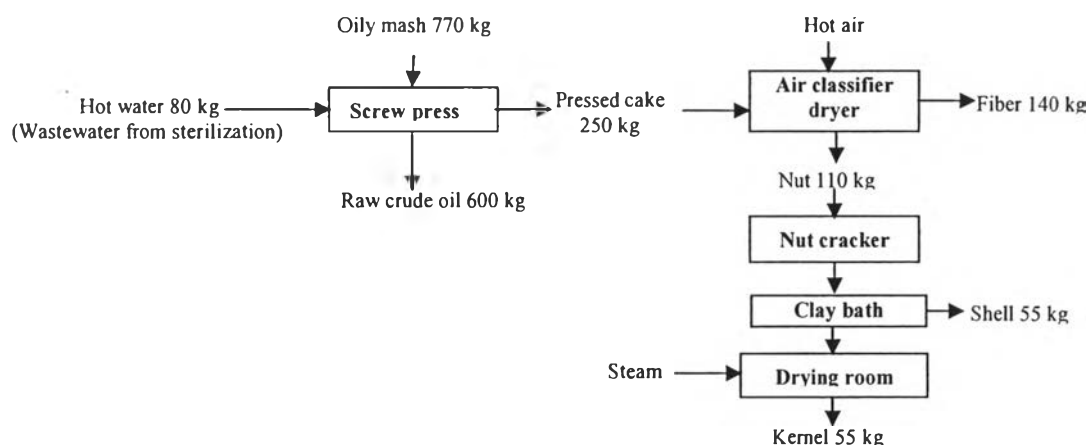 Oily mash 770 kg
Hot air
Hot water 80 kg
(Wastewater from sterilization)
Screw press
Pressed cake
250 kg
Air classifier
dryer
Fiber 140 kg
Raw crude oil 600 kg
Nut 110 kg
Nut cracker
Clay bath
Shell 55 kg
Steam
Drying room
Kernel 55 kg